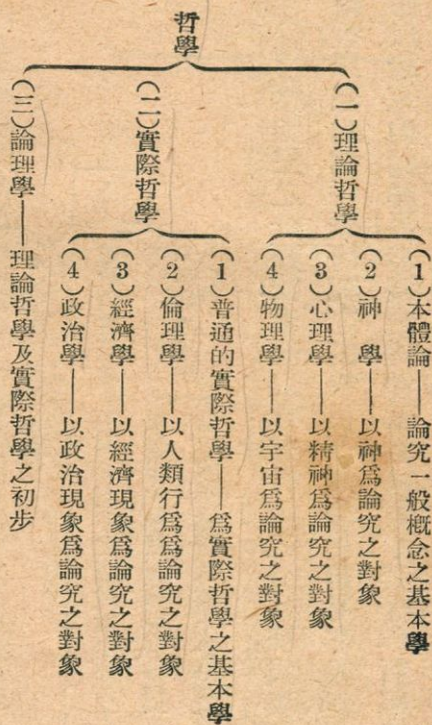 哲學
(一)理論哲學
(1)本體論——論究一般概念之基本學
(2)神　學——以神爲論究之對象
(3)心理學——以精神爲論究之對象
(4)物理學——以宇宙爲論究之對象
(二)實際哲學
(1)普通的實際哲學——爲實際哲學之基本學
(2)倫理學——以人類行爲爲論究之對象
(3)經濟學——以經濟現象爲論究之對象
(4)政治學——以政治現象爲論究之對象
(三)論理學——理論哲學及實際哲學之初步